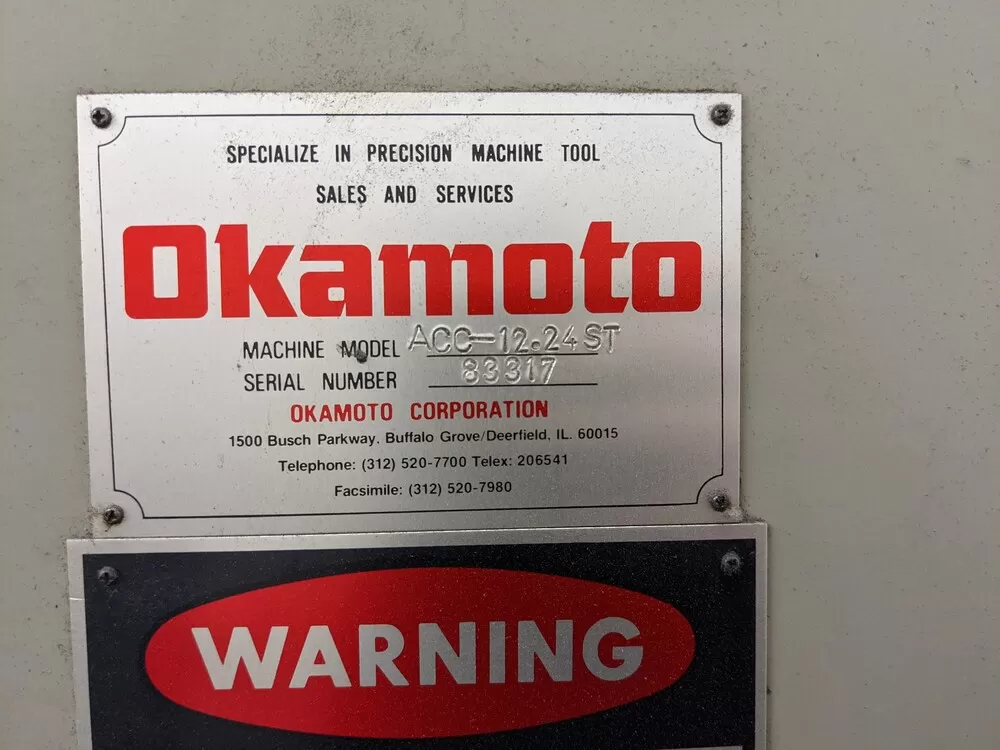 SPECIALIZE IN PRECISION MACHINE TOOL
SALES AND SERVICES
Okamoto
MACHINE MODEL ACC-12.24ST
SERIAL NUMBER 83317
OKAMOTO CORPORATION
1500 Busch Parkway, Buffalo Grove/Deerfield, IL. 60015
Telephone: (312) 520-7700 Telex: 206541
Facsimile: (312) 520-7980
WARNING